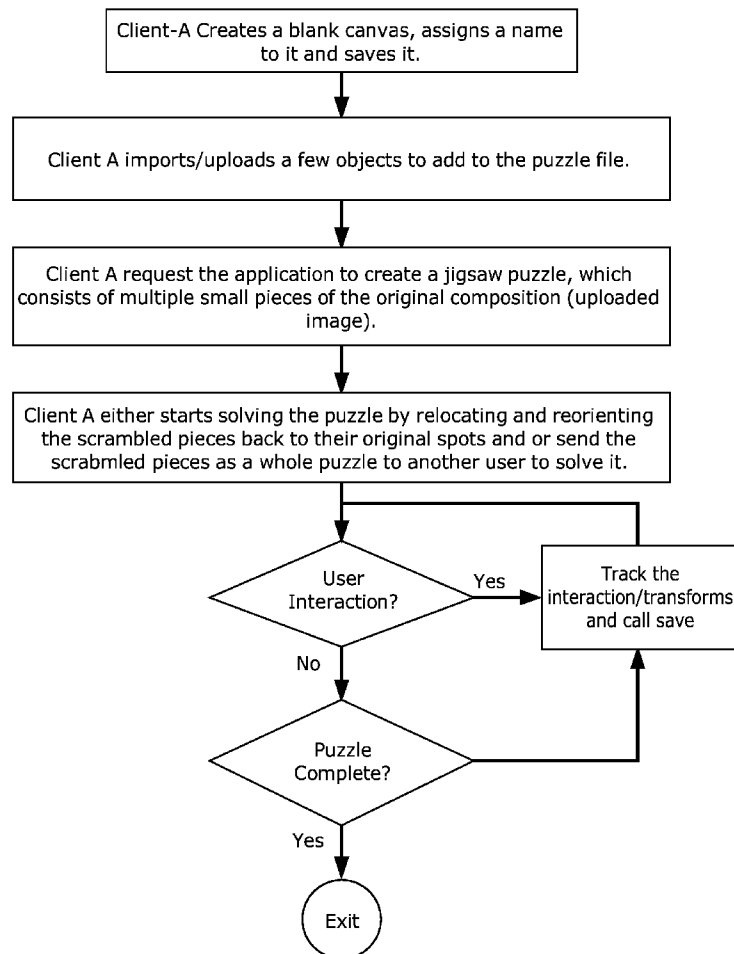 Client-A Creates a blank canvas, assigns a name
to it and saves it.
Client A imports/uploads a few objects to add to the puzzle file.
Client A request the application to create a jigsaw puzzle, which
consists of multiple small pieces of the original composition (uploaded
image).
Client A either starts solving the puzzle by relocating and reorienting
the scrambled pieces back to their original spots and or send the
scrabmled pieces as a whole puzzle to another user to solve it.
User
Interaction?
Yes
Track the
interaction/transforms
and call save
No
Puzzle
Complete?
Yes
Exit